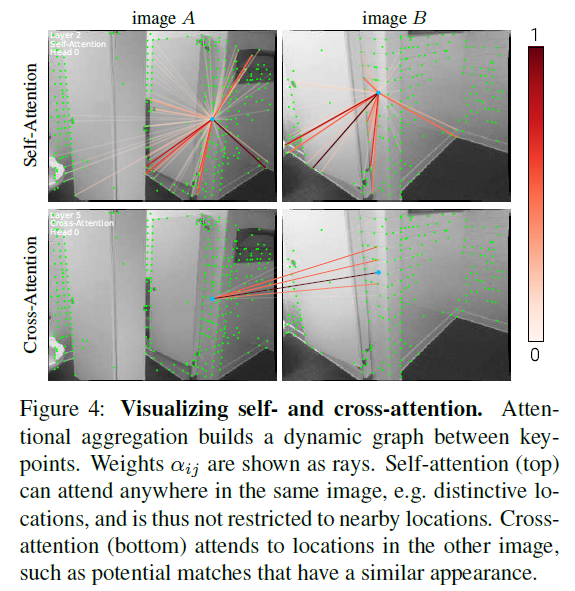 image A
image B
Layer 2
Self-Attention
Head 0
Self-Attention
1
Layer 5
Cross-Attention
Head 0
Cross-Attention
0
Figure 4: Visualizing self- and cross-attention. Atten-
tional aggregation builds a dynamic graph between key-
points. Weights αij are shown as rays. Self-attention (top)
can attend anywhere in the same image, e.g. distinctive lo-
cations, and is thus not restricted to nearby locations. Cross-
attention (bottom) attends to locations in the other image,
such as potential matches that have a similar appearance.